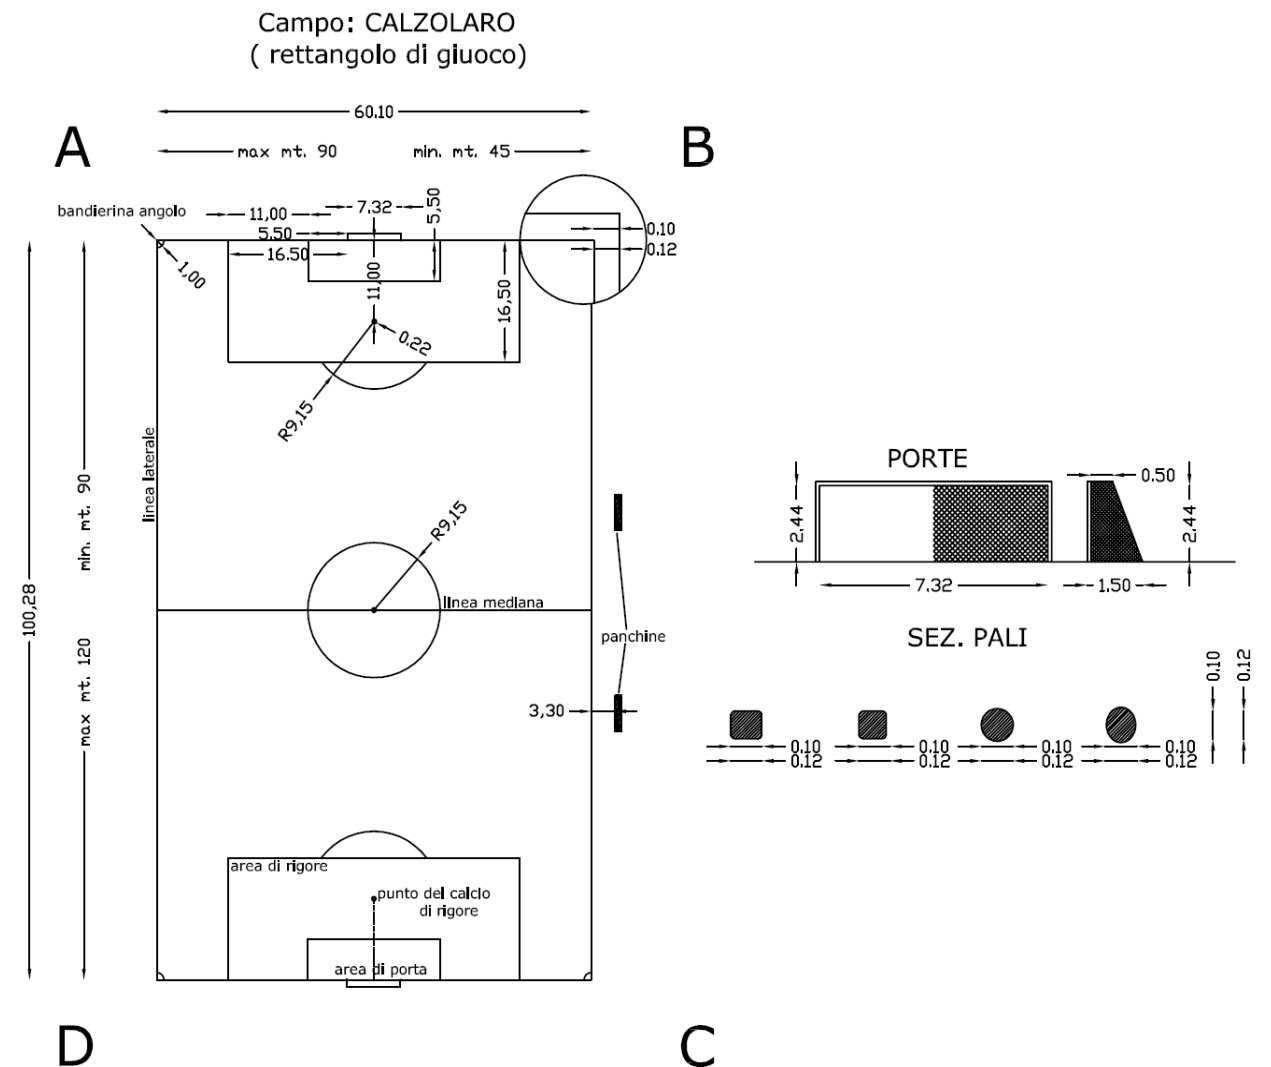 Campo: CALZOLARO
( rettangolo di giuoco)
60.10
A
B
max mt. 90
min. mt. 45
bandierina angolo
11,00
7.32
5,50
5.50
16.50
1,00
11,00
16,50
0.22
0.10
0.12
R9,15
linea laterale
min. mt. 90
max mt. 120
100,28
R9,15
linea mediana
panchine
3,30
PORTE
2.44
7.32
0.50
2.44
1.50
SEZ. PALI
0.10
0.12
0.10
0.12
0.10
0.12
0.10
0.12
0.10
0.12
area di rigore
punto del calcio
di rigore
area di porta
D
C